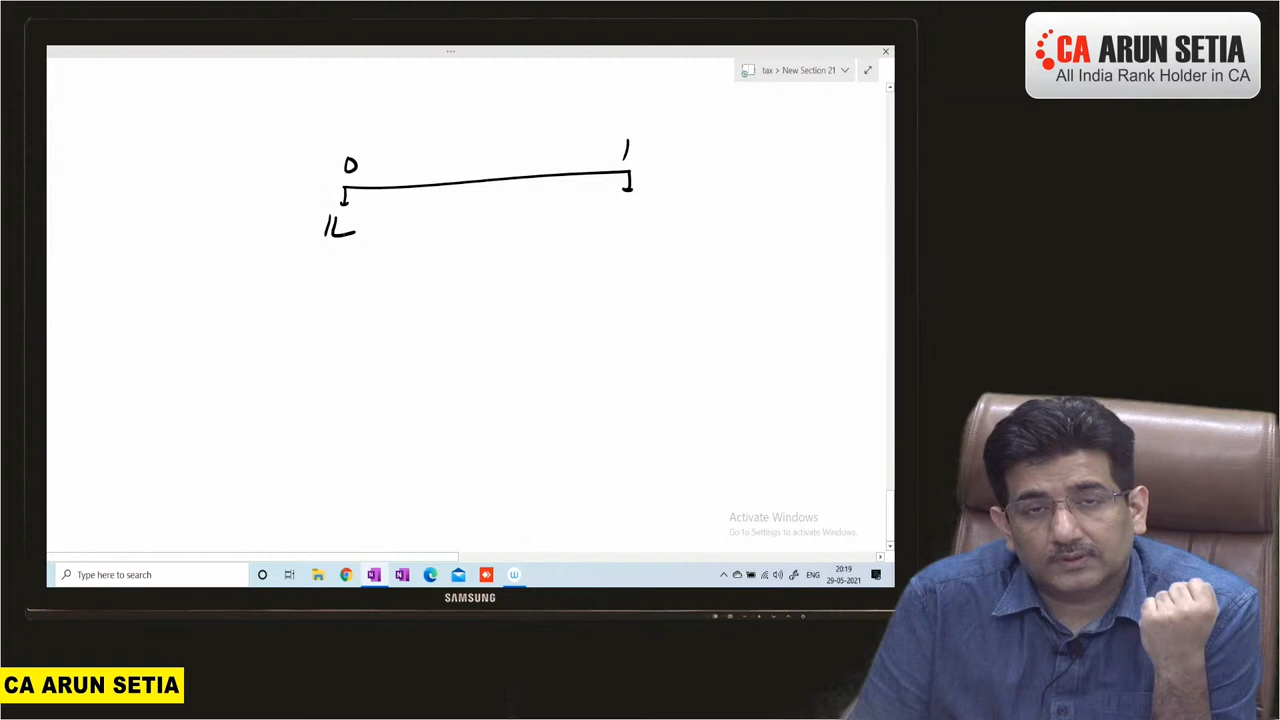 CA ARUN SETIA
All India Rank Holder in CA
tax > New Section 21
0
1
1L
Activate Windows
Go to Settings to activate Windows.
Type here to search
ENG
20:19
29-05-2021
SAMSUNG
CA ARUN SETIA